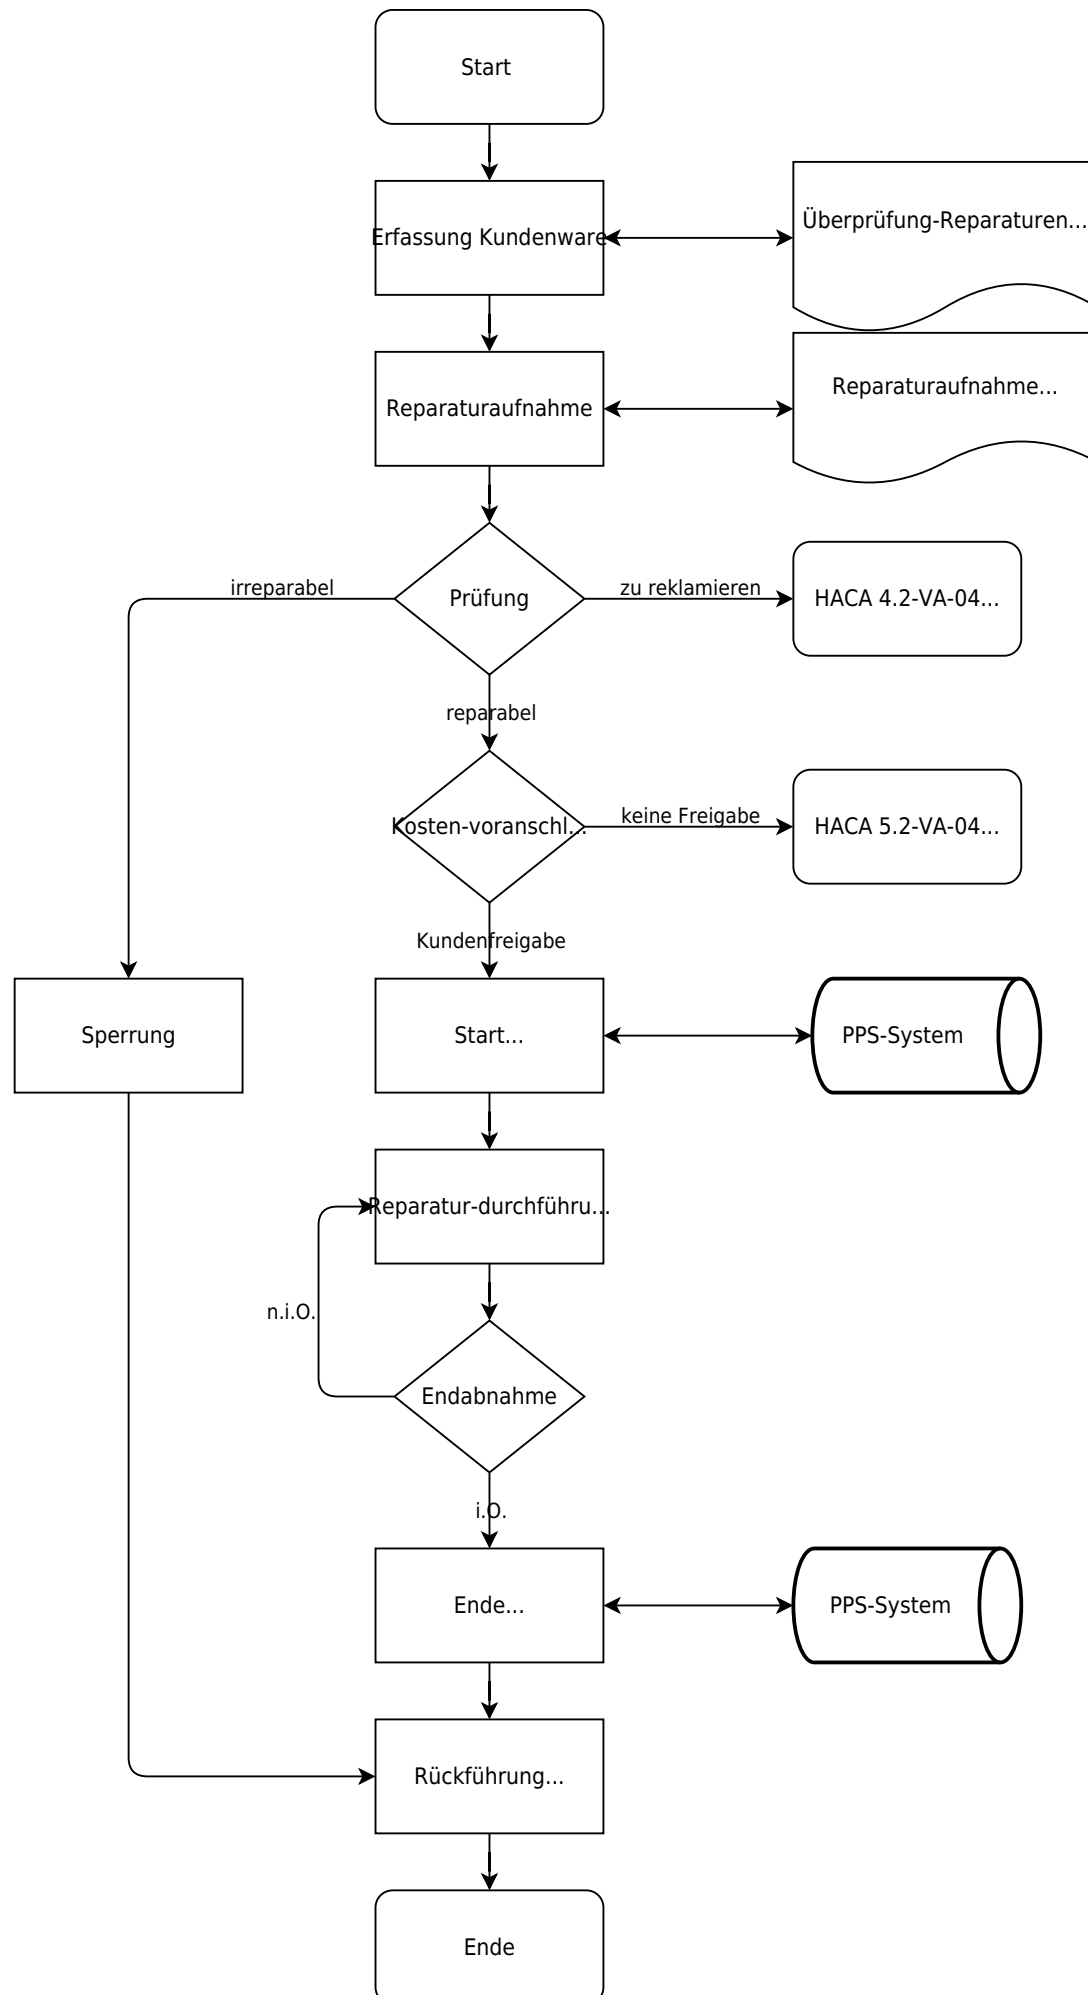 Start
Erfassung Kundenware
Überprüfung-Reparaturen...
Reparaturaufnahme
Reparaturaufnahme...
irreparabel
Prüfung
zu reklamieren
HACA 4.2-VA-04...
reparabel
Kosten-voranschl...
keine Freigabe
HACA 5.2-VA-04...
Kundenfreigabe
Sperrung
Start...
PPS-System
Reparatur-durchführu...
n.i.O.
Endabnahme
i.O.
Ende...
PPS-System
Rückführung...
Ende